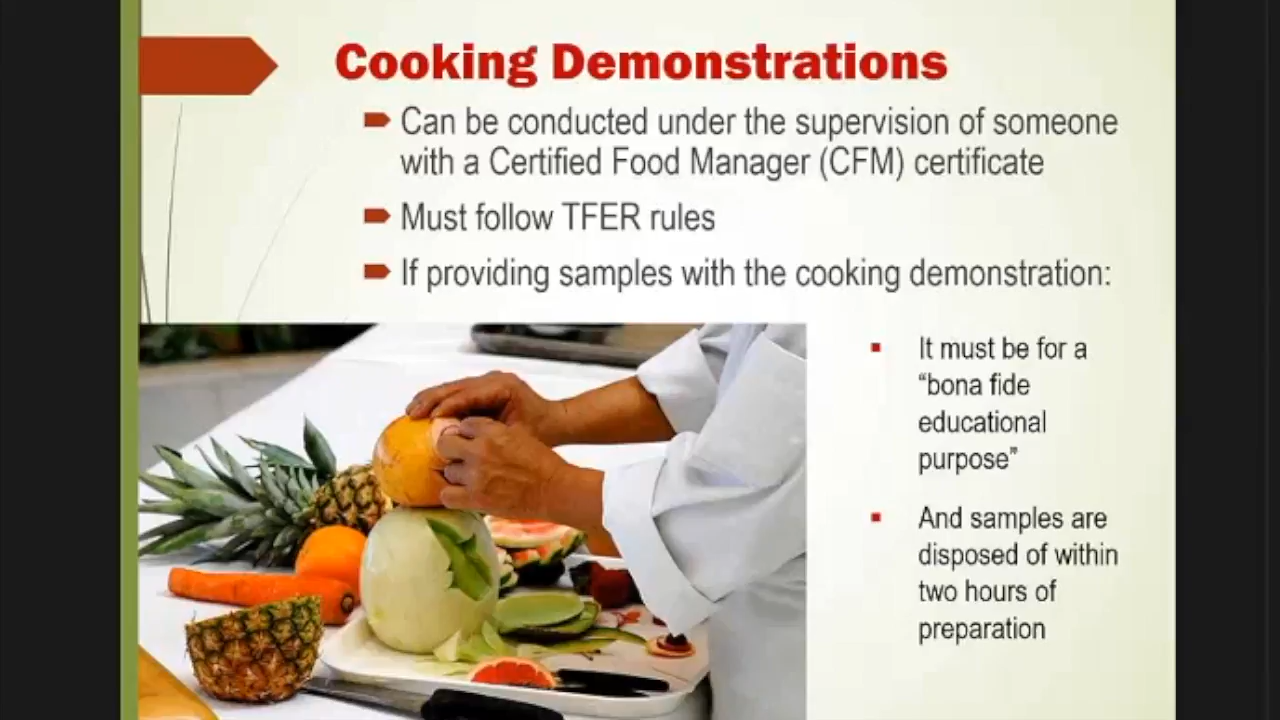 Cooking Demonstrations
Can be conducted under the supervision of someone
with a Certified Food Manager (CFM) certificate
Must follow TFER rules
If providing samples with the cooking demonstration:
It must be for a
“bona fide
educational
purpose”
And samples are
disposed of within
two hours of
preparation